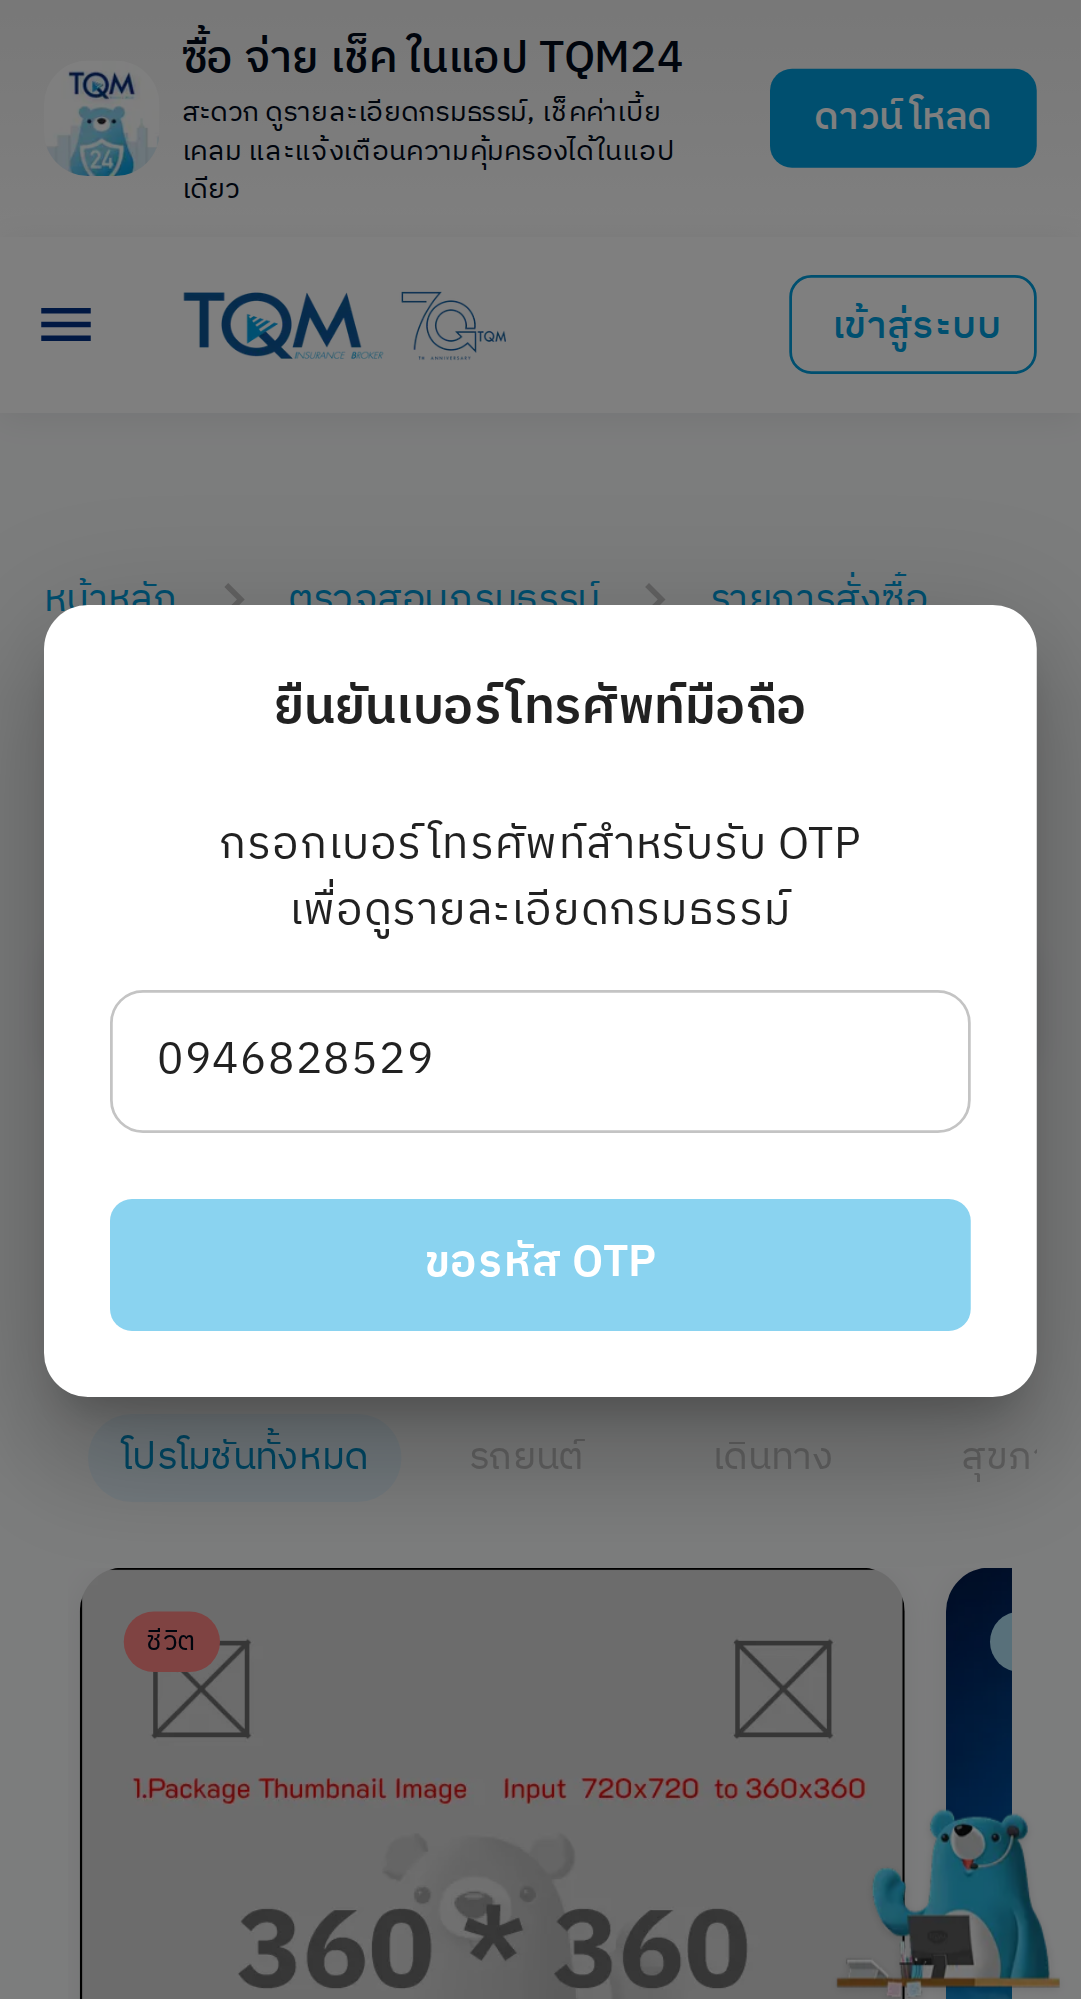 ซื้อ จ่าย เช็ค ในแอป TQM24
สะดวก ดูรายละเอียดกรมธรรม์, เช็คค่าเบี้ย
เคลม และแจ้งเตือนความคุ้มครองได้ในแอป
เดียว
TQM
24
ดาวน์โหลด
TQM
INSURANCE BROKER
70 TQM
TH ANNIVERSARY
เข้าสู่ระบบ
หน้าหลัก
ตรวจสอบกรมธรรม์
รายการสั่งซื้อ
ยืนยันเบอร์โทรศัพท์มือถือ
กรอกเบอร์โทรศัพท์สำหรับรับ OTP
เพื่อดูรายละเอียดกรมธรรม์
0946828529
ขอรหัส OTP
โปรโมชันทั้งหมด
รถยนต์
เดินทาง
สุขภ
ชีวิต
1.Package Thumbnail Image Input 720x720 to 360x360
360 * 360